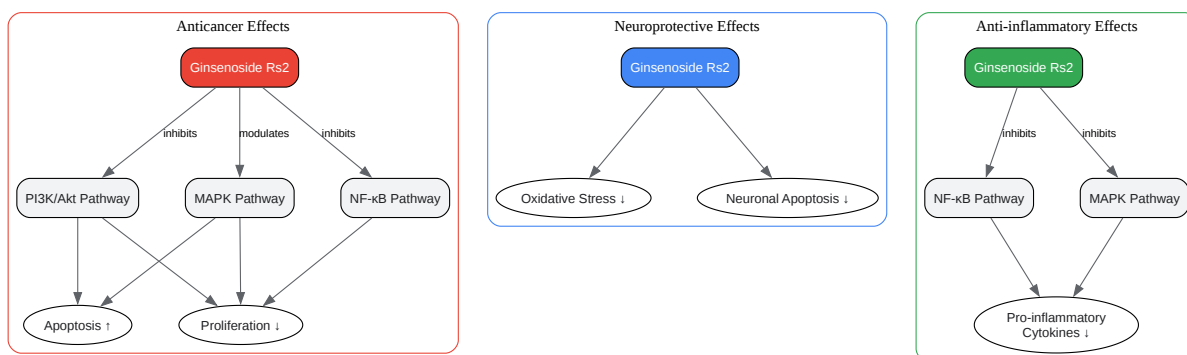 Anticancer Effects
Ginsenoside Rs2
inhibits
modulates
inhibits
PI3K/Akt Pathway
MAPK Pathway
NF-κB Pathway
Apoptosis ↑
Proliferation ↓
Neuroprotective Effects
Ginsenoside Rs2
Oxidative Stress ↓
Neuronal Apoptosis ↓
Anti-inflammatory Effects
Ginsenoside Rs2
inhibits
inhibits
NF-κB Pathway
MAPK Pathway
Pro-inflammatory
Cytokines ↓